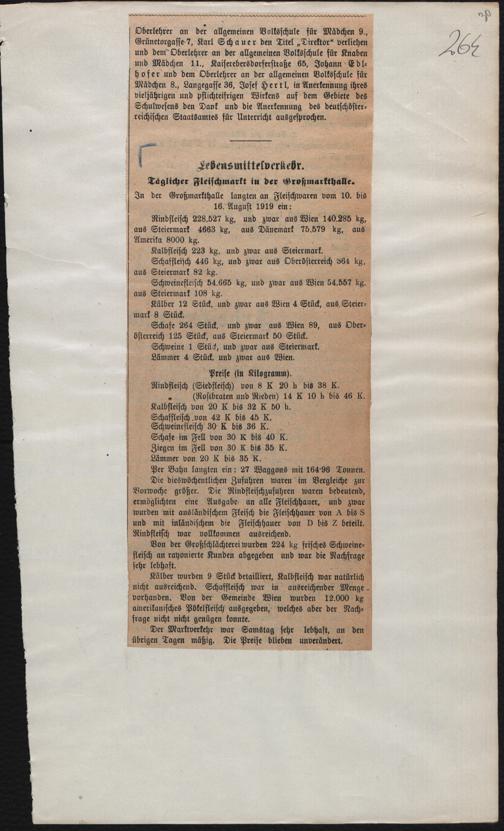 264
Oberlehrer an der allgemeinen Volksschule für Mädchen 9.,
Grünetorgasse 7, Karl Schauer den Titel „Direktor“ verliehen
und dem Oberlehrer an der allgemeinen Volksschule für Knaben
und Mädchen 11., Kaiserebersdorferstraße 65, Johann Edl-
hofer und dem Oberlehrer an der allgemeinen Volksschule für
Mädchen 8., Langegasse 36, Josef Hertl, in Anerkennung ihres
vieljährigen und pflichteifrigen Wirkens auf dem Gebiete des
Schulwesens den Dank und die Anerkennung des deutschöster-
reichischen Staatsamtes für Unterricht ausgesprochen.
Lebensmittelverkehr.
Täglicher Fleischmarkt in der Großmarkthalle.
In der Großmarkthalle langten an Fleischwaren vom 10. bis
16. August 1919 ein:
Rindfleisch 228.527 kg, und zwar aus Wien 140.285 kg,
aus Steiermark 4663 kg, aus Dänemark 75.579 kg, aus
Amerika 8000 kg.
Kalbfleisch 223 kg, und zwar aus Steiermark.
Schaffleisch 446 kg, und zwar aus Oberösterreich 364 kg,
aus Steiermark 82 kg.
Schweinefleisch 54.665 kg, und zwar aus Wien 54.557 kg,
aus Steiermark 108 kg.
Kälber 12 Stück, und zwar aus Wien 4 Stück, aus Steier-
mark 8 Stück.
Schafe 264 Stück, und zwar aus Wien 89, aus Ober-
österreich 125 Stück, aus Steiermark 50 Stück.
Schweine 1 Stück, und zwar aus Steiermark.
Lämmer 4 Stück, und zwar aus Wien.
Preise (in Kilogramm).
Rindfleisch (Siedfleisch) von 8 K 20 h bis 38 K.
(Rostbraten und Rieden) 14 K 10 h bis 46 K.
Kalbfleisch von 20 K bis 32 K 50 h.
Schaffleisch von 42 K bis 45 K.
Schweinefleisch 30 K bis 36 K.
Schafe im Fell von 30 K bis 40 K.
Ziegen im Fell von 30 K bis 35 K.
Lämmer von 20 K bis 35 K.
Per Bahn langten ein: 27 Waggons mit 164·96 Tonnen.
Die dieswöchentlichen Zufuhren waren im Vergleiche zur
Vorwoche größer. Die Rindfleischzufuhren waren bedeutend,
ermöglichten eine Ausgabe an alle Fleischhauer, und zwar
wurden mit ausländischem Fleisch die Fleischhauer von A bis S
und mit inländischem die Fleischhauer von D bis Z beteilt.
Rindfleisch war vollkommen ausreichend.
Von der Großschlächterei wurden 224 kg frisches Schweine-
fleisch an rayonierte Kunden abgegeben und war die Nachfrage
sehr lebhaft.
Kälber wurden 9 Stück detailliert, Kalbfleisch war natürlich
nicht ausreichend. Schaffleisch war in ausreichender Menge
vorhanden. Von der Gemeinde Wien wurden 12.000 kg
amerikanisches Pökelfleisch ausgegeben, welches aber der Nach-
frage nicht nicht genügen konnte.
Der Marktverkehr war Samstag sehr lebhaft, an den
übrigen Tagen mäßig. Die Preise blieben unverändert.